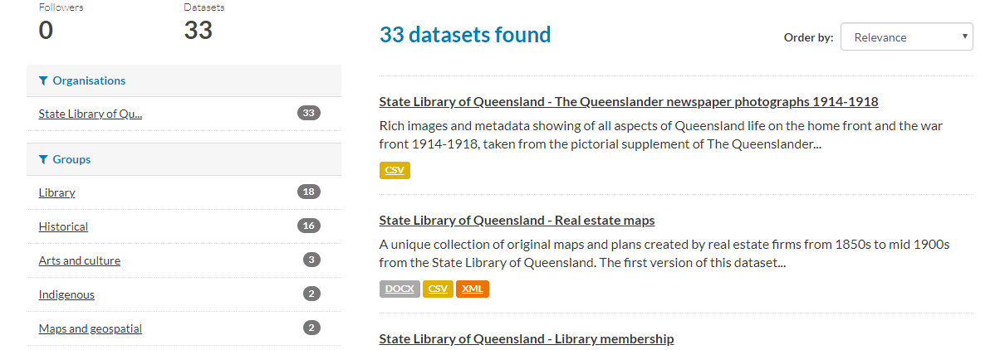 Followers
0
Datasets
33
Organisations
State Library of Qu... 33
Groups
Library 18
Historical 16
Arts and culture 3
Indigenous 2
Maps and geospatial 2
33 datasets found
Order by: Relevance
State Library of Queensland - The Queenslander newspaper photographs 1914-1918
Rich images and metadata showing of all aspects of Queensland life on the home front and the war
front 1914-1918, taken from the pictorial supplement of The Queenslander...
CSV
State Library of Queensland - Real estate maps
A unique collection of original maps and plans created by real estate firms from 1850s to mid 1900s
from the State Library of Queensland. The first version of this dataset...
DOCX CSV XML
State Library of Queensland - Library membership